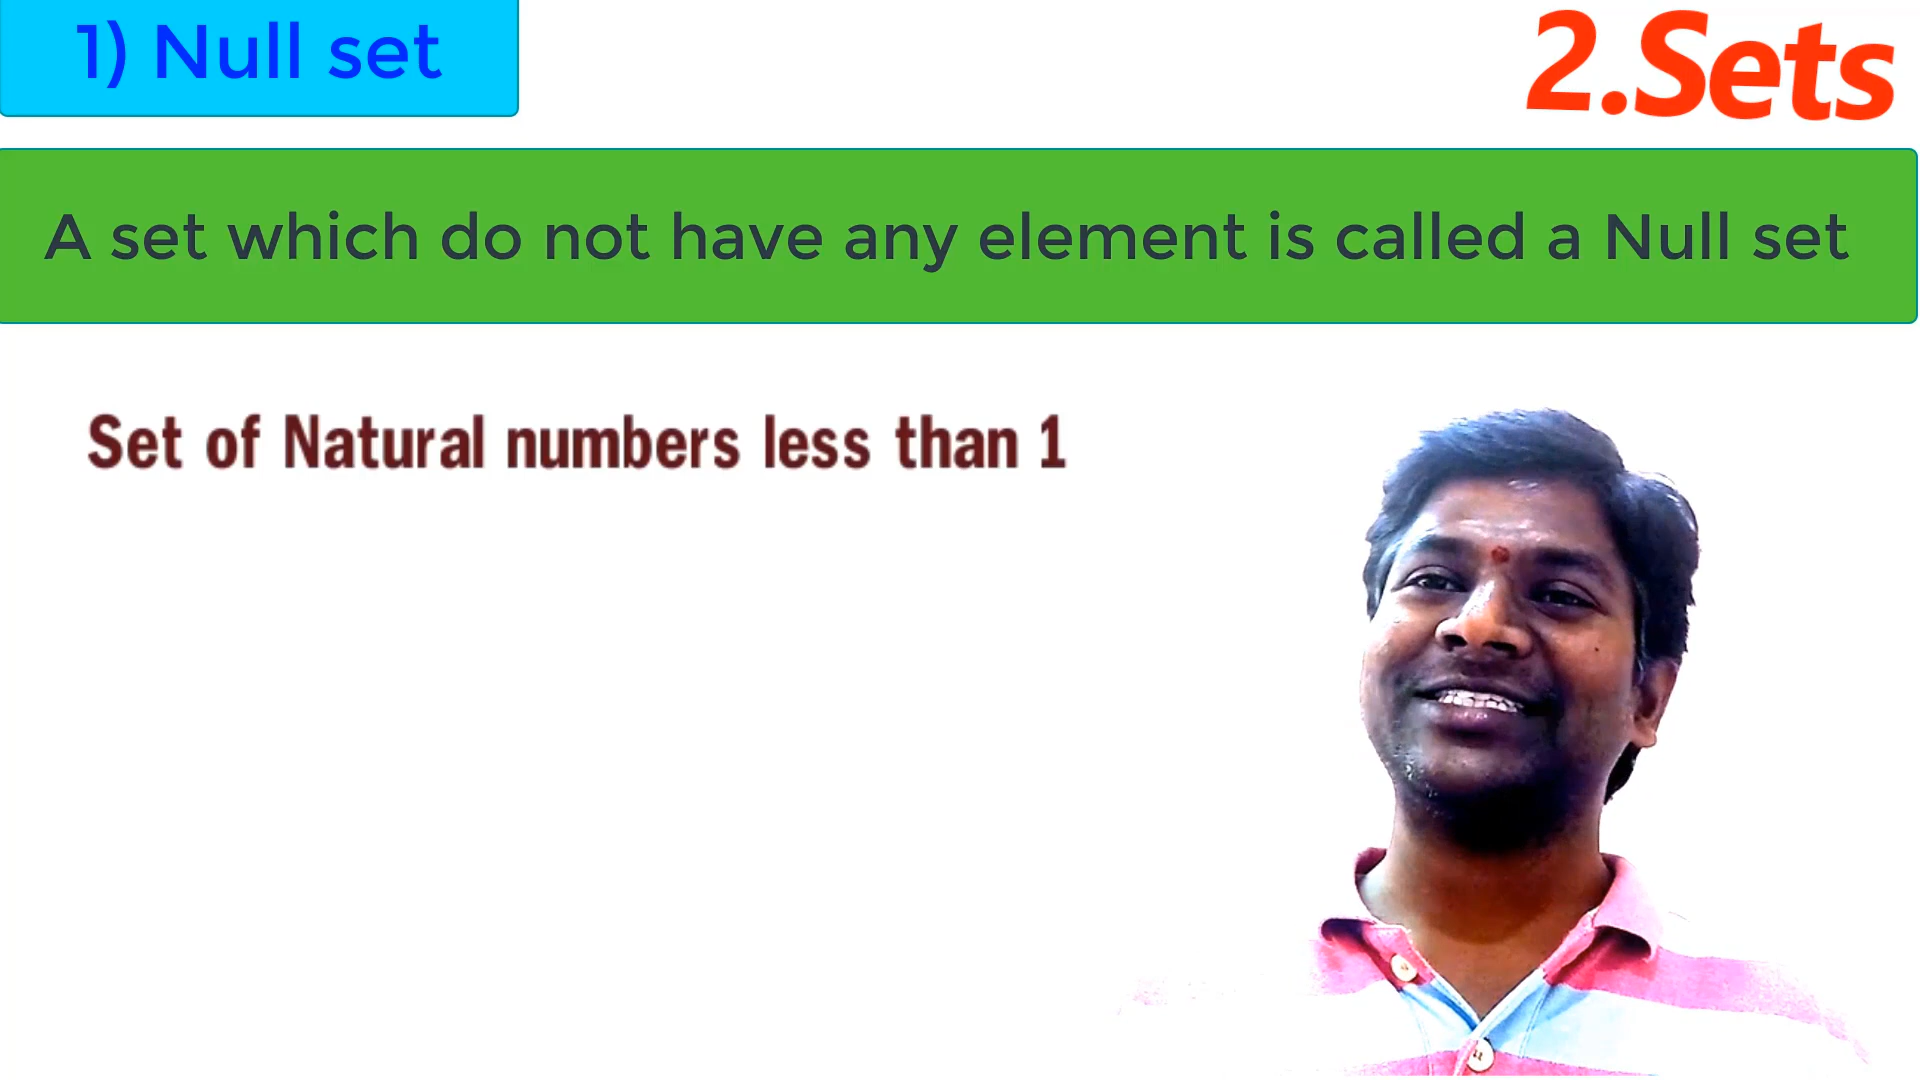 1) Null set
2.Sets
A set which do not have any element is called a Null set
Set of Natural numbers less than 1